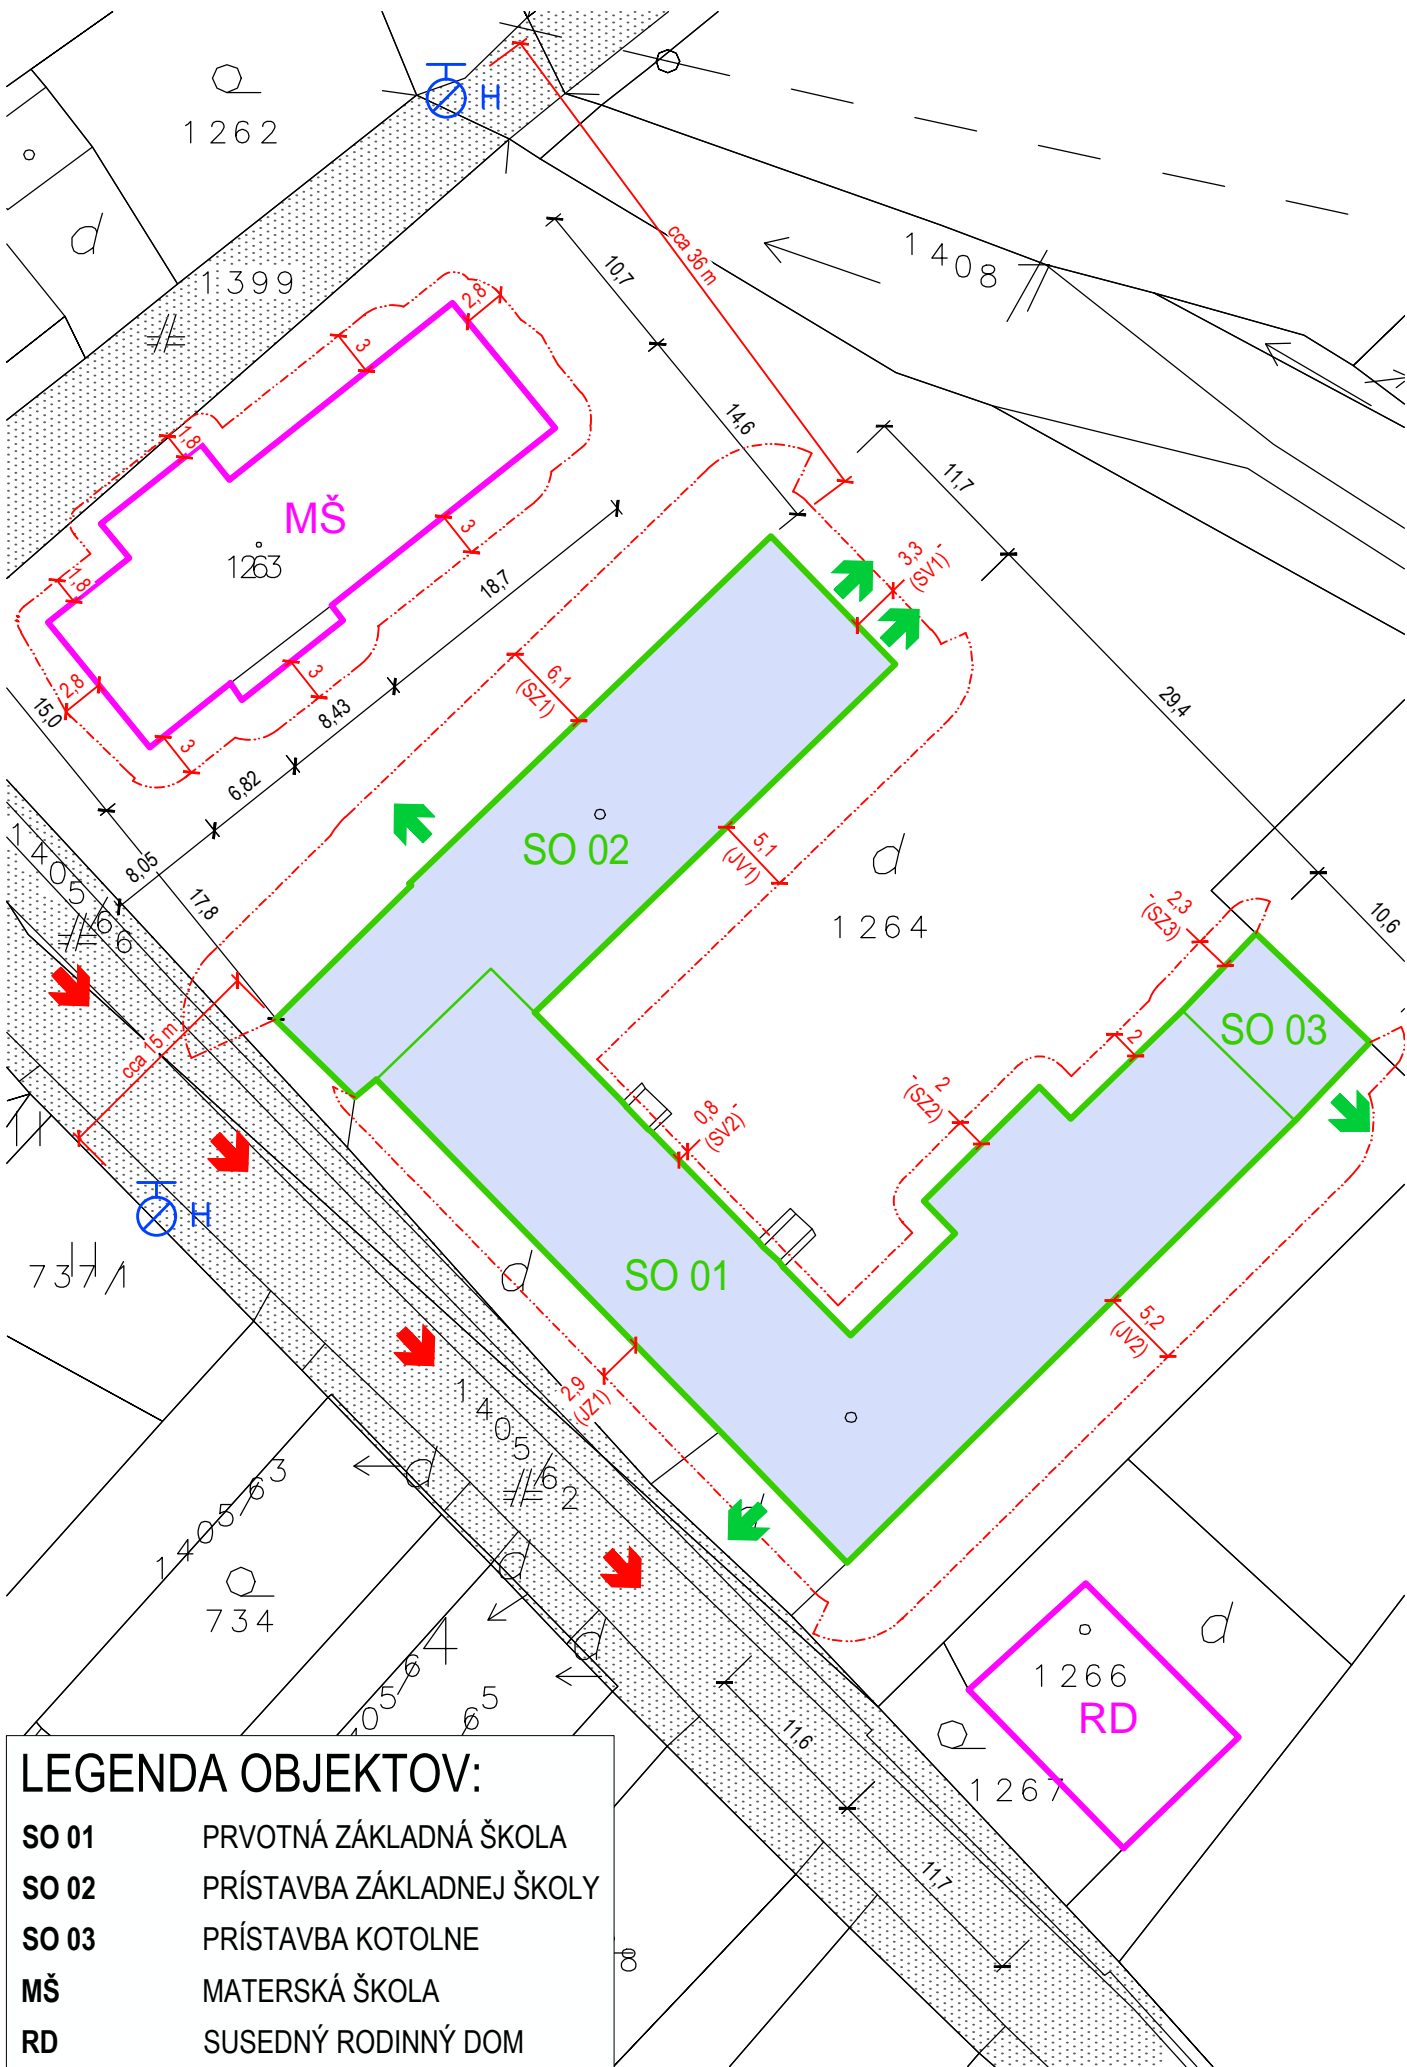 H
1262
1399
1408
cca 36 m
10,7
14,6
2,8
3
1,8
MŠ
1263
3
18,7
11,7
3,3
(SV1)
1,8
3
2,8
3
15,0
8,43
6,82
6,1
(SZ1)
29,4
8,05
17,8
SO 02
5,1
(JV1)
1264
2,3
(SZ3)
10,6
1405/66
cca 15 m
SO 03
2
2
(SZ2)
0,8
(SV2)
H
737/1
SO 01
5,2
(JV2)
2,9
(JZ1)
1405/62
1405/63
734
1266
RD
1267
11,6
11,7
LEGENDA OBJEKTOV:
SO 01 PRVOTNÁ ZÁKLADNÁ ŠKOLA
SO 02 PRÍSTAVBA ZÁKLADNEJ ŠKOLY
SO 03 PRÍSTAVBA KOTOLNE
MŠ MATERSKÁ ŠKOLA
RD SUSEDNÝ RODINNÝ DOM